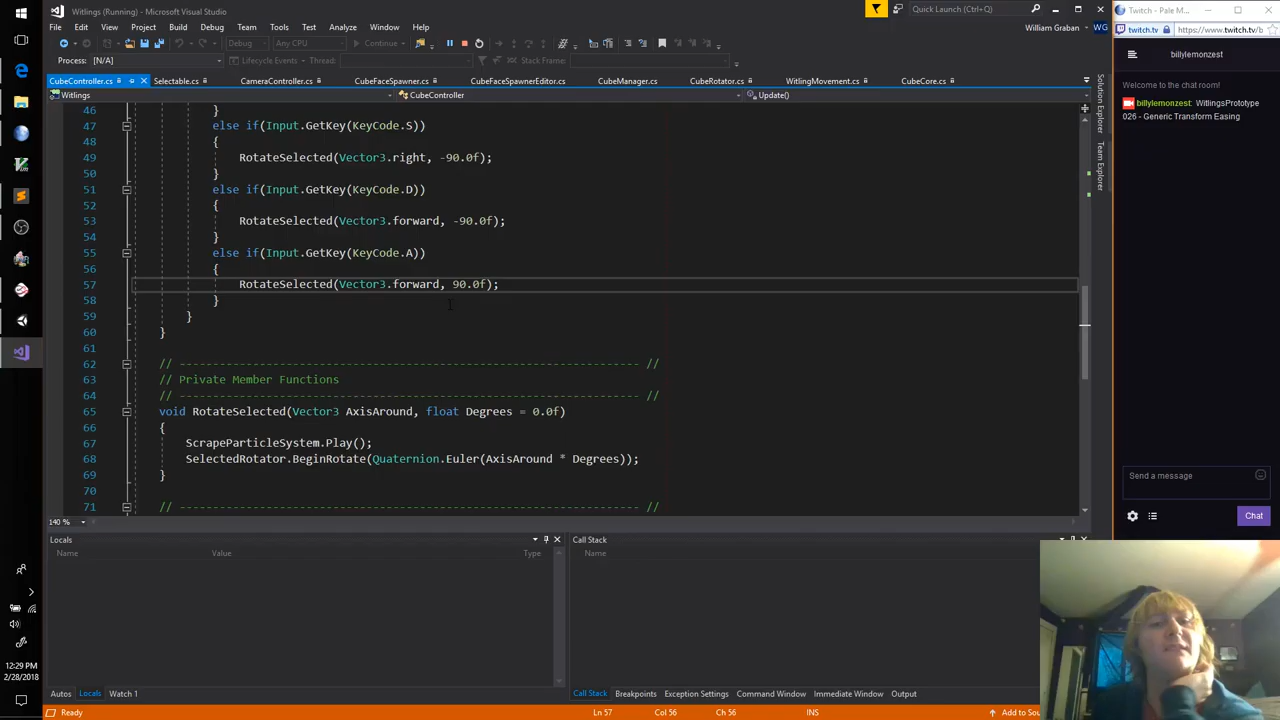 Witlings (Running) - Microsoft Visual Studio
Quick Launch (Ctrl+Q)
File Edit View Project Build Debug Team Tools Test Analyze Window Help
William Graban WG
Debug Any CPU Continue
Process: [N/A] Lifecycle Events Thread: Stack Frame:
CubeController.cs Selectable.cs CameraController.cs CubeFaceSpawner.cs CubeFaceSpawnerEditor.cs CubeManager.cs CubeRotator.cs WitlingMovement.cs CubeCore.cs
Witlings CubeController Update()
46 }
47 else if(Input.GetKey(KeyCode.S))
48 {
49 RotateSelected(Vector3.right, -90.0f);
50 }
51 else if(Input.GetKey(KeyCode.D))
52 {
53 RotateSelected(Vector3.forward, -90.0f);
54 }
55 else if(Input.GetKey(KeyCode.A))
56 {
57 RotateSelected(Vector3.forward, 90.0f);
58 }
59 }
60 }
61
62 // --------------------------------------------------------------------- //
63 // Private Member Functions
64 // --------------------------------------------------------------------- //
65 void RotateSelected(Vector3 AxisAround, float Degrees = 0.0f)
66 {
67 ScrapeParticleSystem.Play();
68 SelectedRotator.BeginRotate(Quaternion.Euler(AxisAround * Degrees));
69 }
70
71 // --------------------------------------------------------------------- //
140 %
Solution Explorer
Team Explorer
Locals
Name Value Type
Call Stack
Name
Autos Locals Watch 1
Call Stack Breakpoints Exception Settings Command Window Immediate Window Output
Ready Ln 57 Col 56 Ch 56 INS Add to Sou
12:29 PM
2/28/2018
Twitch - Pale M...
twitch.tv https://www.twitch.tv/b
billylemonzest
Welcome to the chat room!
billylemonzest: WitlingsPrototype
026 - Generic Transform Easing
Send a message
Chat